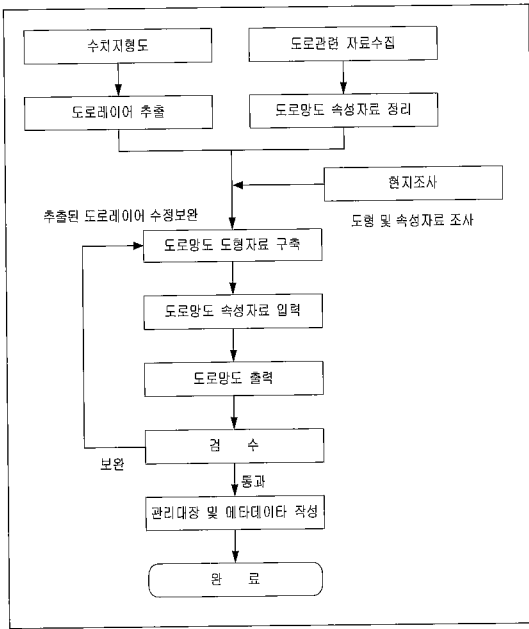 수치지형도
도로관련 자료수집
도로레이어 추출
도로망도 속성자료 정리
현지조사
추출된 도로레이어 수정보완
도형 및 속성자료 조사
도로망도 도형자료 구축
도로망도 속성자료 입력
도로망도 출력
검 수
보완
통과
관리대장 및 메타데이타 작성
완 료